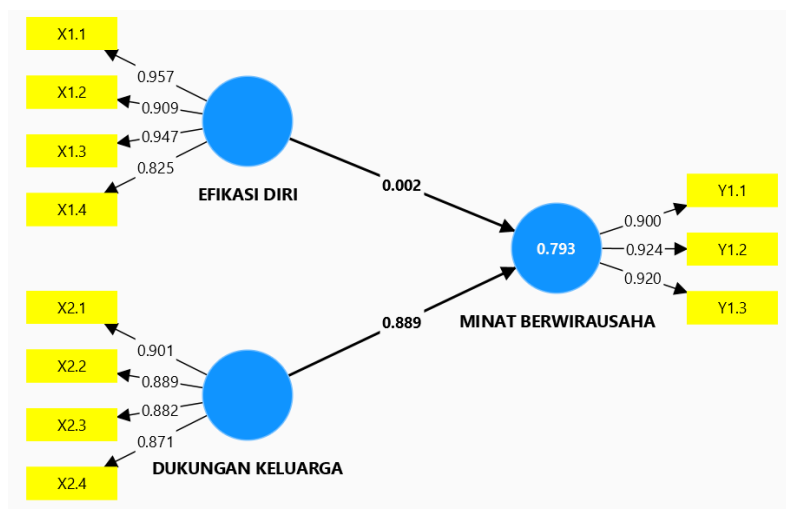 X1.1
X1.2
X1.3
X1.4
0.957
0.909
0.947
0.825
EFIKASI DIRI
0.002
X2.1
X2.2
X2.3
X2.4
0.901
0.889
0.882
0.871
DUKUNGAN KELUARGA
0.889
0.793
MINAT BERWIRAUSAHA
0.900
0.924
0.920
Y1.1
Y1.2
Y1.3